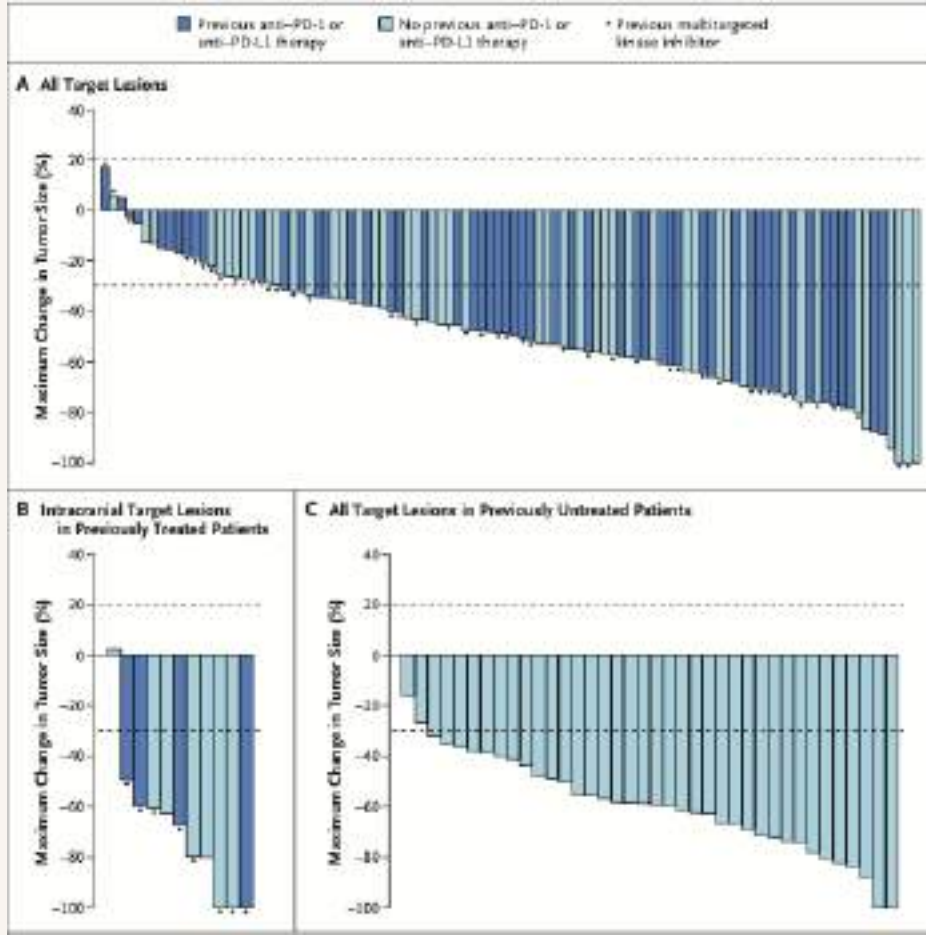 Previous anti–PD-1 or
anti–PD-L1 therapy
No previous anti–PD-1 or
anti–PD-L1 therapy
* Previous multitargeted
kinase inhibitor
A All Target Lesions
Maximum Change in Tumor Size (%)
40
20
0
−20
−40
−60
−80
−100
B Intracranial Target Lesions
in Previously Treated Patients
Maximum Change in Tumor Size (%)
40
20
0
−20
−40
−60
−80
−100
C All Target Lesions in Previously Untreated Patients
Maximum Change in Tumor Size (%)
40
20
0
−20
−40
−60
−80
−100